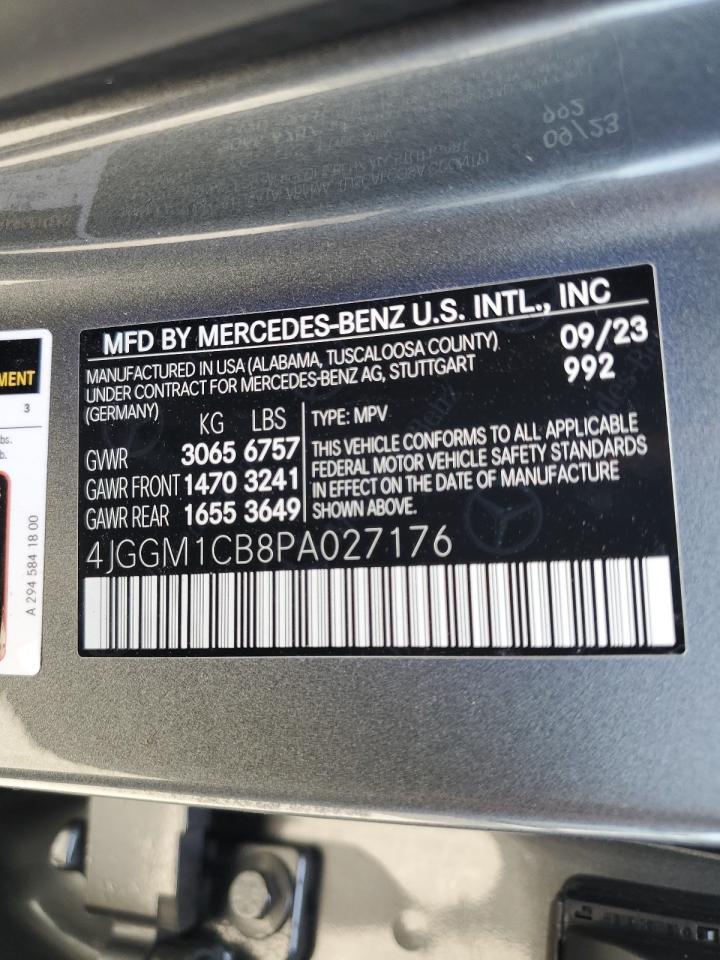 MFD BY MERCEDES-BENZ U.S. INTL., INC
MANUFACTURED IN USA (ALABAMA, TUSCALOOSA COUNTY)
UNDER CONTRACT FOR MERCEDES-BENZ AG, STUTTGART
(GERMANY)
09/23
992
KG LBS
GVWR 3065 6757
GAWR FRONT 1470 3241
GAWR REAR 1655 3649
TYPE: MPV
THIS VEHICLE CONFORMS TO ALL APPLICABLE
FEDERAL MOTOR VEHICLE SAFETY STANDARDS
IN EFFECT ON THE DATE OF MANUFACTURE
SHOWN ABOVE.
4JGGM1CB8PA027176
3
A 294 584 18 00
992
09/23